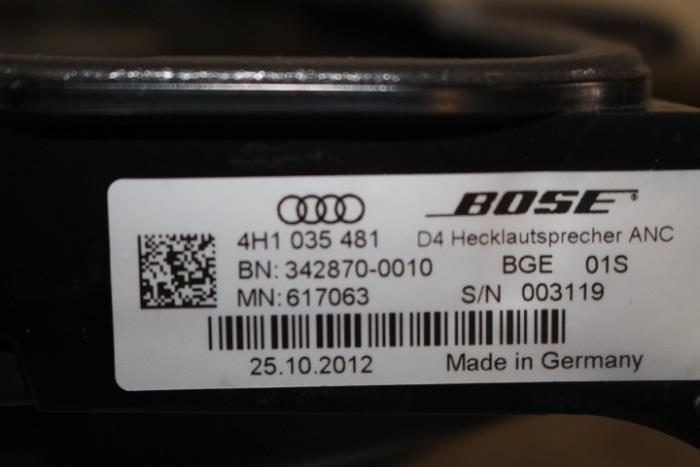 BOSE®
4H1 035 481 D4 Hecklautsprecher ANC
BN: 342870-0010 BGE 01S
MN: 617063 S/N 003119
25.10.2012 Made in Germany